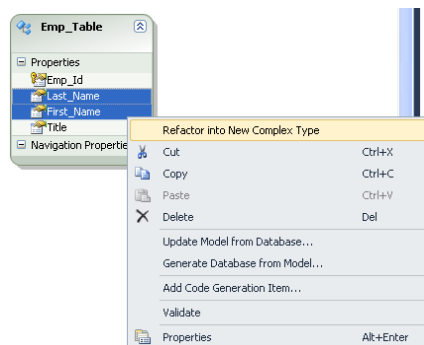 Emp_Table
Properties
Emp_Id
Last_Name
First_Name
Title
Navigation Propertie
Refactor into New Complex Type
Cut Ctrl+X
Copy Ctrl+C
Paste Ctrl+V
Delete Del
Update Model from Database...
Generate Database from Model...
Add Code Generation Item...
Validate
Properties Alt+Enter